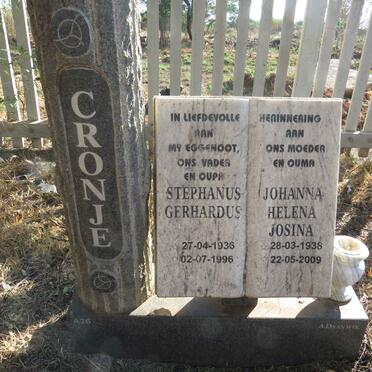 CRONJE
IN LIEFDEVOLLE
AAN
MY EGGENOOT,
ONS VADER
EN OUPA
STEPHANUS
GERHARDUS
27-04-1936
02-07-1996
HERINNERING
AAN
ONS MOEDER
EN OUMA
JOHANNA
HELENA
JOSINA
28-03-1938
22-05-2009
A26